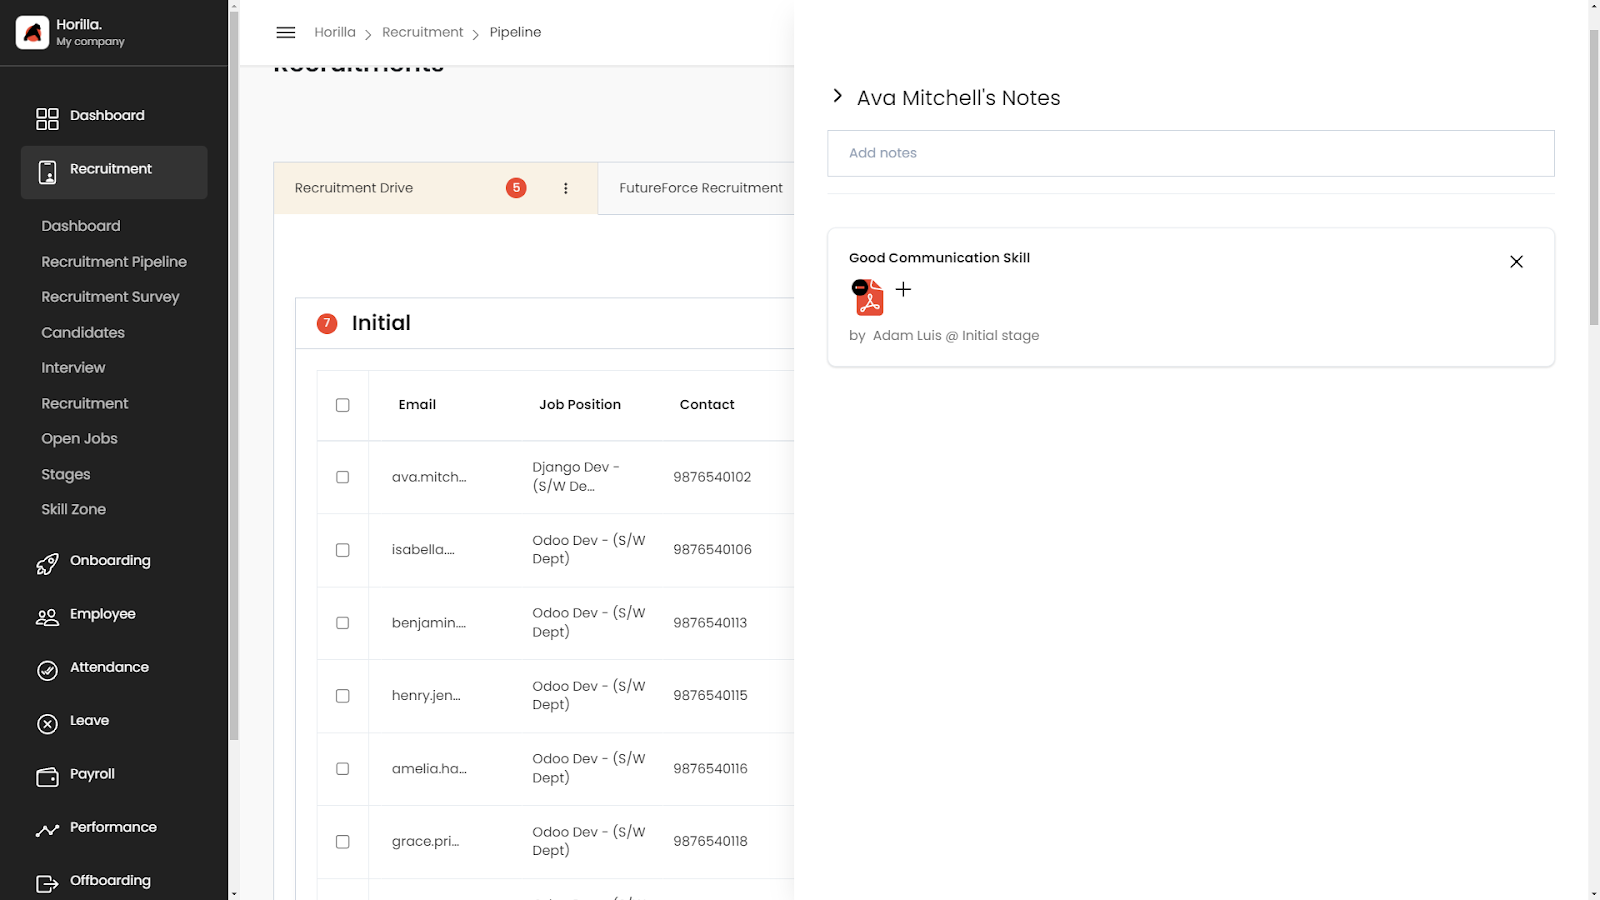 Horilla.
My company
Dashboard
Recruitment
Dashboard
Recruitment Pipeline
Recruitment Survey
Candidates
Interview
Recruitment
Open Jobs
Stages
Skill Zone
Onboarding
Employee
Attendance
Leave
Payroll
Performance
Offboarding
Horilla > Recruitment > Pipeline
Recruitments
Recruitment Drive 5
FutureForce Recruitment
7 Initial
Email Job Position Contact
ava.mitch... Django Dev - 9876540102
(S/W De...
isabella.... Odoo Dev - (S/W 9876540106
Dept)
benjamin.... Odoo Dev - (S/W 9876540113
Dept)
henry.jen... Odoo Dev - (S/W 9876540115
Dept)
amelia.ha... Odoo Dev - (S/W 9876540116
Dept)
grace.pri... Odoo Dev - (S/W 9876540118
Dept)
Ava Mitchell's Notes
Add notes
Good Communication Skill
by Adam Luis @ Initial stage